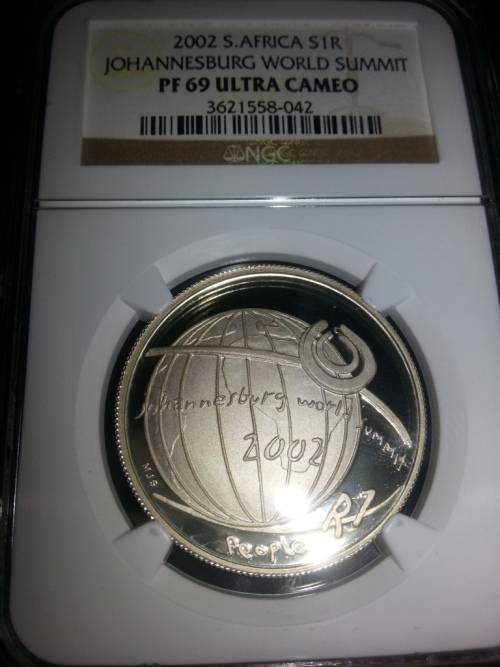 2002 S.AFRICA S1R
JOHANNESBURG WORLD SUMMIT
PF 69 ULTRA CAMEO
3621558-042
NGC
Johannesburg world summit
2002
MJS
People
R1